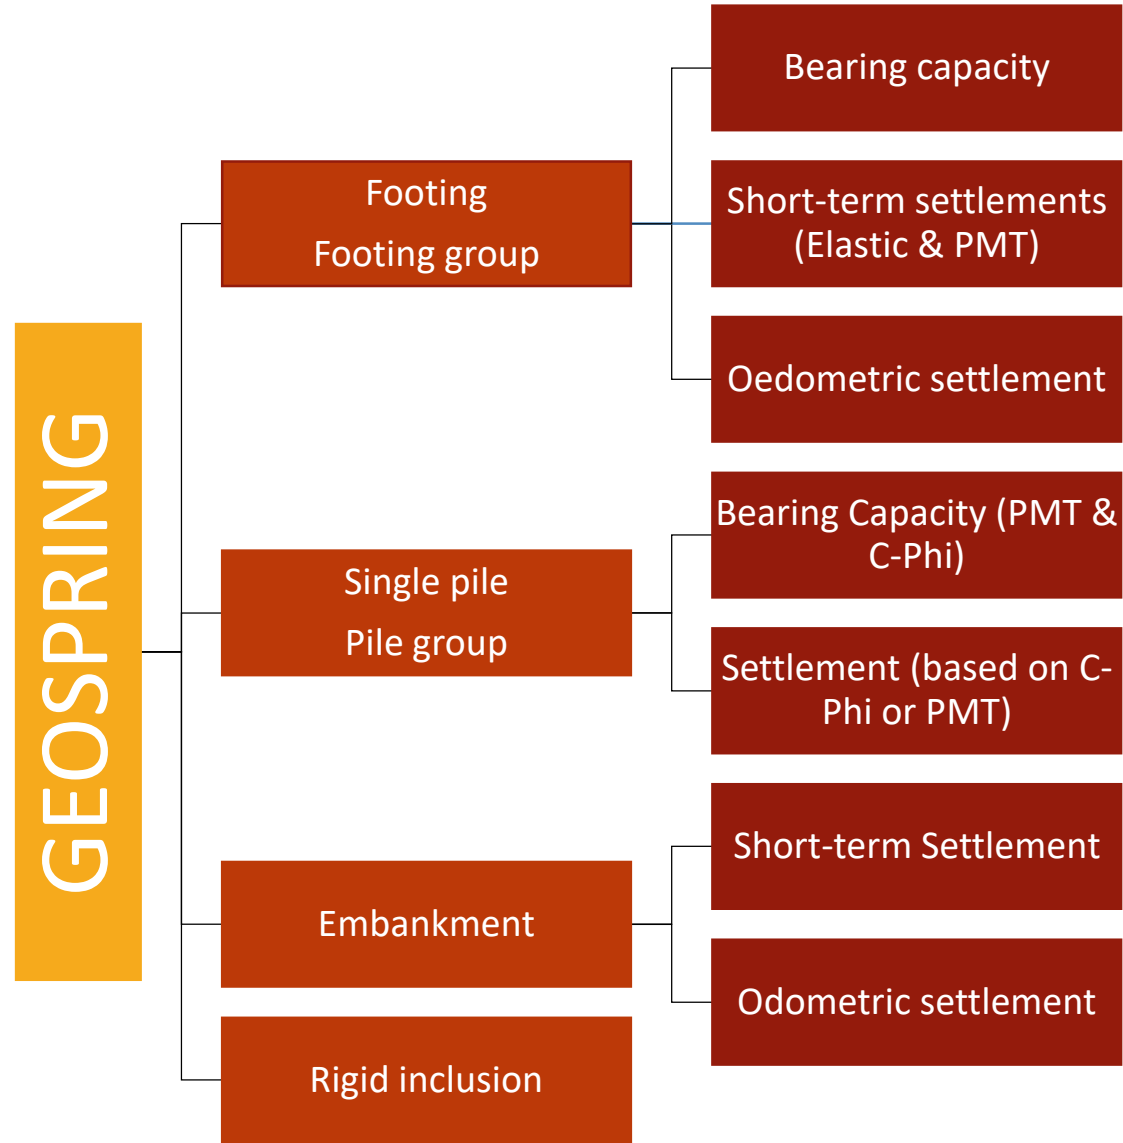 GEOSPRING
Footing
Footing group
Bearing capacity
Short-term settlements
(Elastic & PMT)
Oedometric settlement
Single pile
Pile group
Bearing Capacity (PMT &
C-Phi)
Settlement (based on C-
Phi or PMT)
Embankment
Short-term Settlement
Odometric settlement
Rigid inclusion